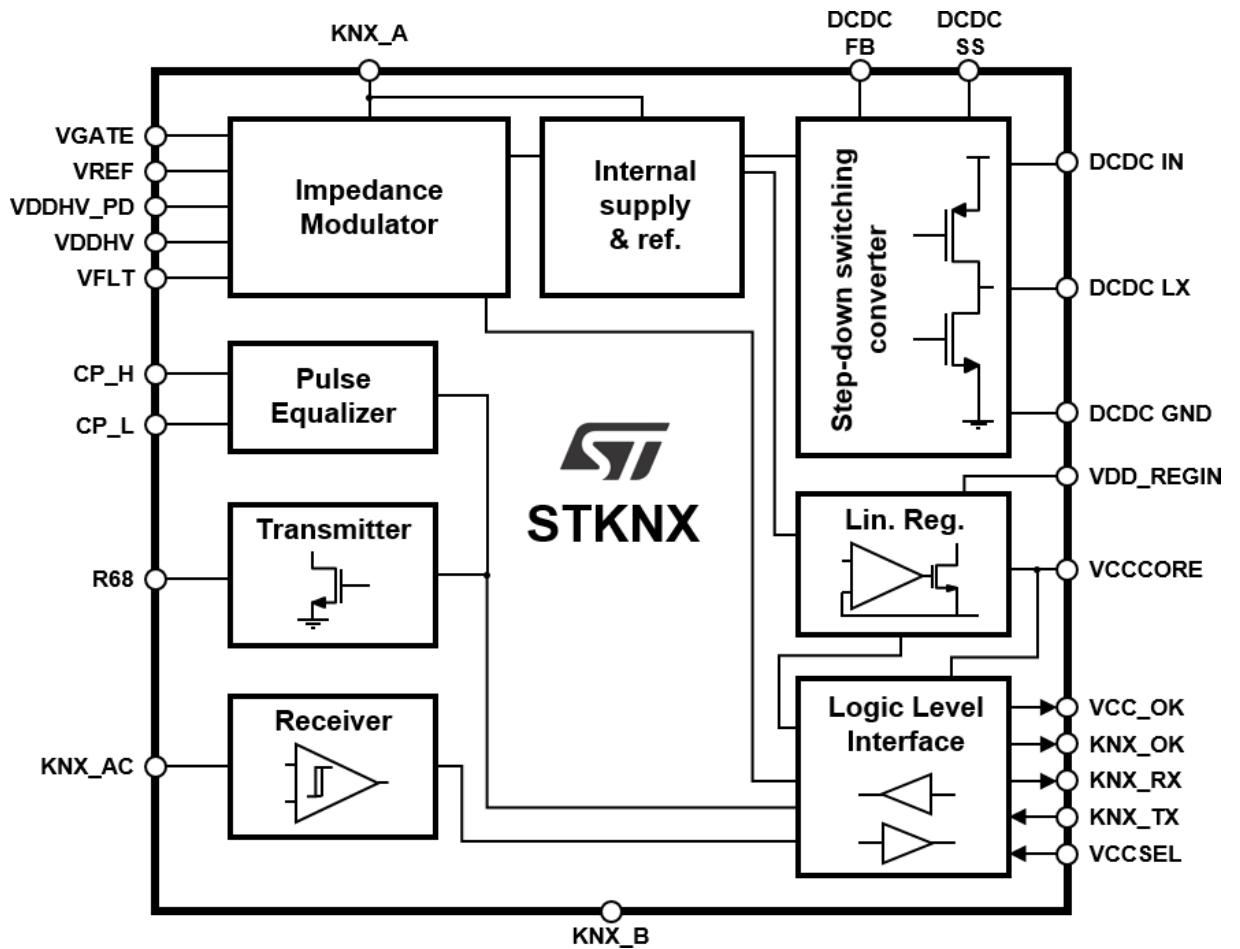 KNX_A
DCDC
FB
DCDC
SS
VGATE
VREF
VDDHV_PD
VDDHV
VFLT
Impedance
Modulator
Internal
supply
& ref.
Step-down switching
converter
DCDC IN
DCDC LX
DCDC GND
CP_H
CP_L
Pulse
Equalizer
ST
STKNX
VDD_REGIN
Lin. Reg.
VCCCORE
R68
Transmitter
KNX_AC
Receiver
Logic Level
Interface
VCC_OK
KNX_OK
KNX_RX
KNX_TX
VCCSEL
KNX_B